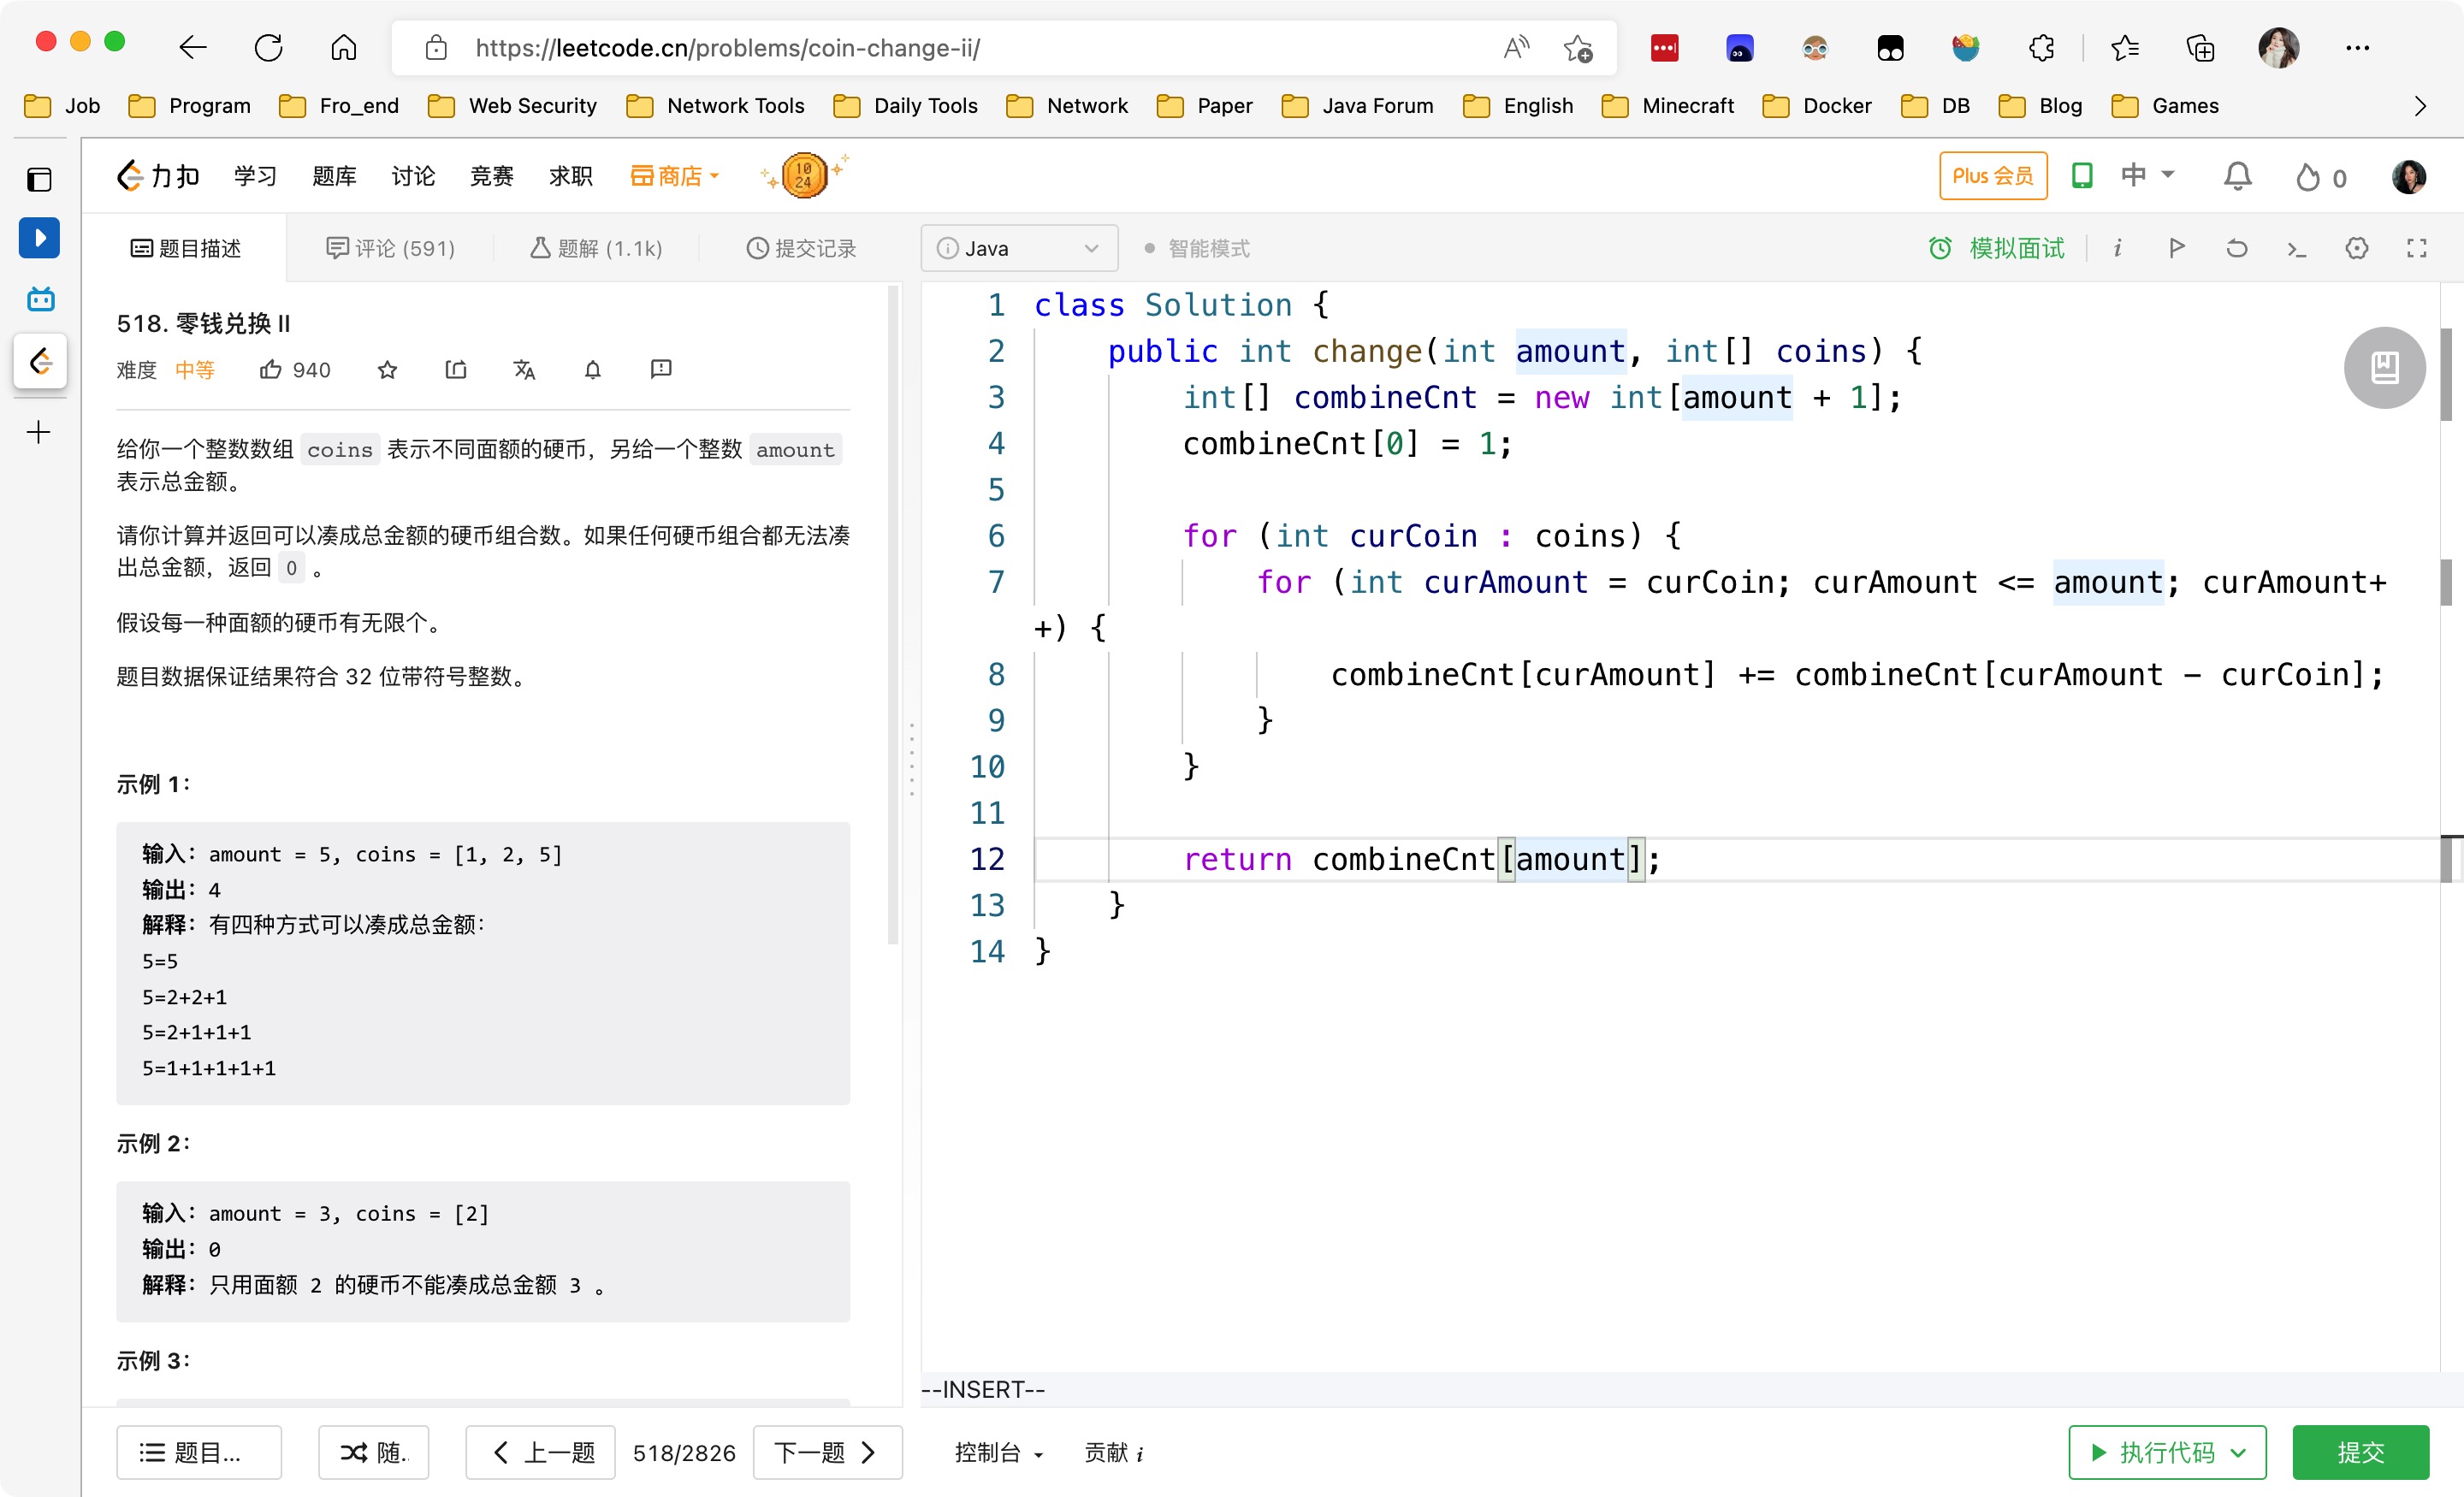 https://leetcode.cn/problems/coin-change-ii/
Job Program Fro_end Web Security Network Tools Daily Tools Network Paper Java Forum English Minecraft Docker DB Blog Games
力扣 学习 题库 讨论 竞赛 求职 商店 10 24 Plus 会员 中 0
题目描述 评论 (591) 题解 (1.1k) 提交记录
Java 智能模式 模拟面试
518. 零钱兑换 II
难度 中等 940
给你一个整数数组 coins 表示不同面额的硬币，另给一个整数 amount
表示总金额。
请你计算并返回可以凑成总金额的硬币组合数。如果任何硬币组合都无法凑
出总金额，返回 0 。
假设每一种面额的硬币有无限个。
题目数据保证结果符合 32 位带符号整数。
示例 1：
输入：amount = 5, coins = [1, 2, 5]
输出：4
解释：有四种方式可以凑成总金额：
5=5
5=2+2+1
5=2+1+1+1
5=1+1+1+1+1
示例 2：
输入：amount = 3, coins = [2]
输出：0
解释：只用面额 2 的硬币不能凑成总金额 3 。
示例 3：
题目... 随. 上一题 518/2826 下一题
1 class Solution {
2 public int change(int amount, int[] coins) {
3 int[] combineCnt = new int[amount + 1];
4 combineCnt[0] = 1;
5
6 for (int curCoin : coins) {
7 for (int curAmount = curCoin; curAmount <= amount; curAmount+
+) {
8 combineCnt[curAmount] += combineCnt[curAmount - curCoin];
9 }
10 }
11
12 return combineCnt[amount];
13 }
14 }
--INSERT--
控制台 贡献 i 执行代码 提交